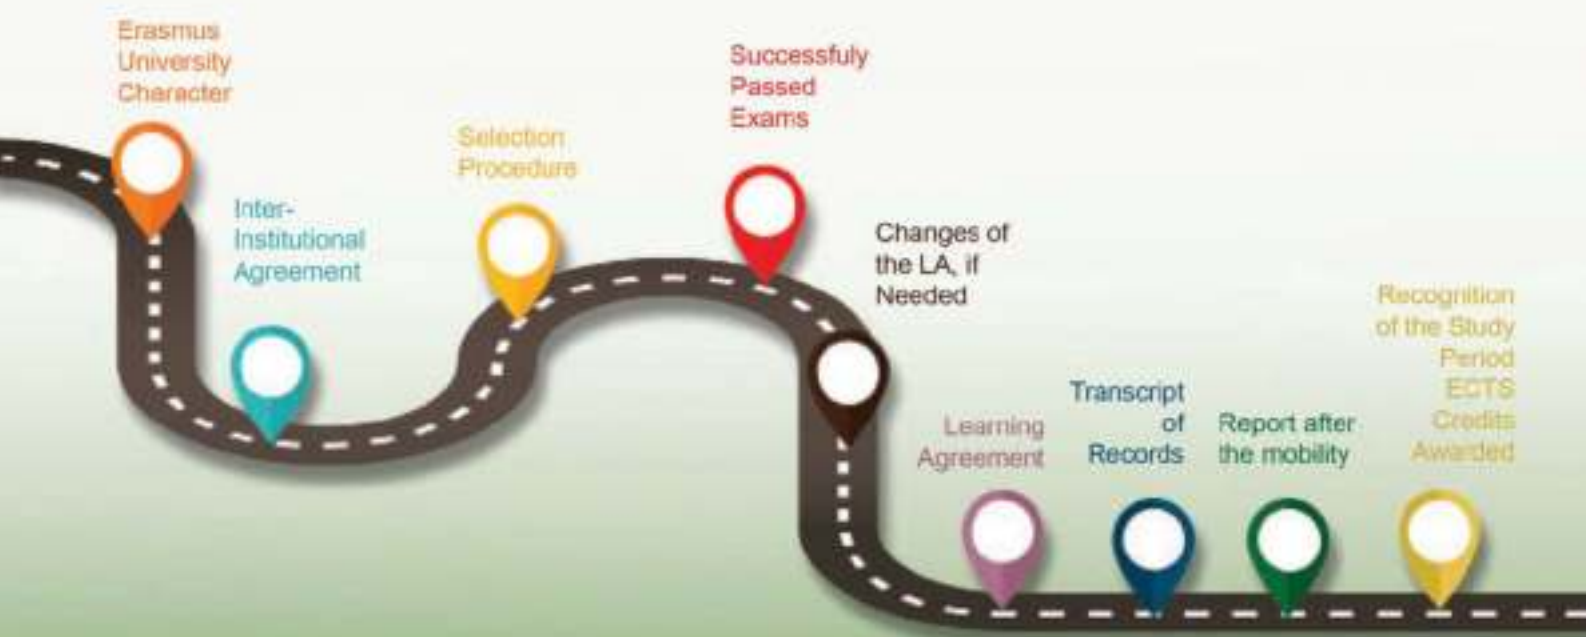 Erasmus
University
Character
Inter-
Institutional
Agreement
Selection
Procedure
Successfuly
Passed
Exams
Changes of
the LA, if
Needed
Learning
Agreement
Transcript
of
Records
Report after
the mobility
Recognition
of the Study
Period
ECTS
Credits
Awarded